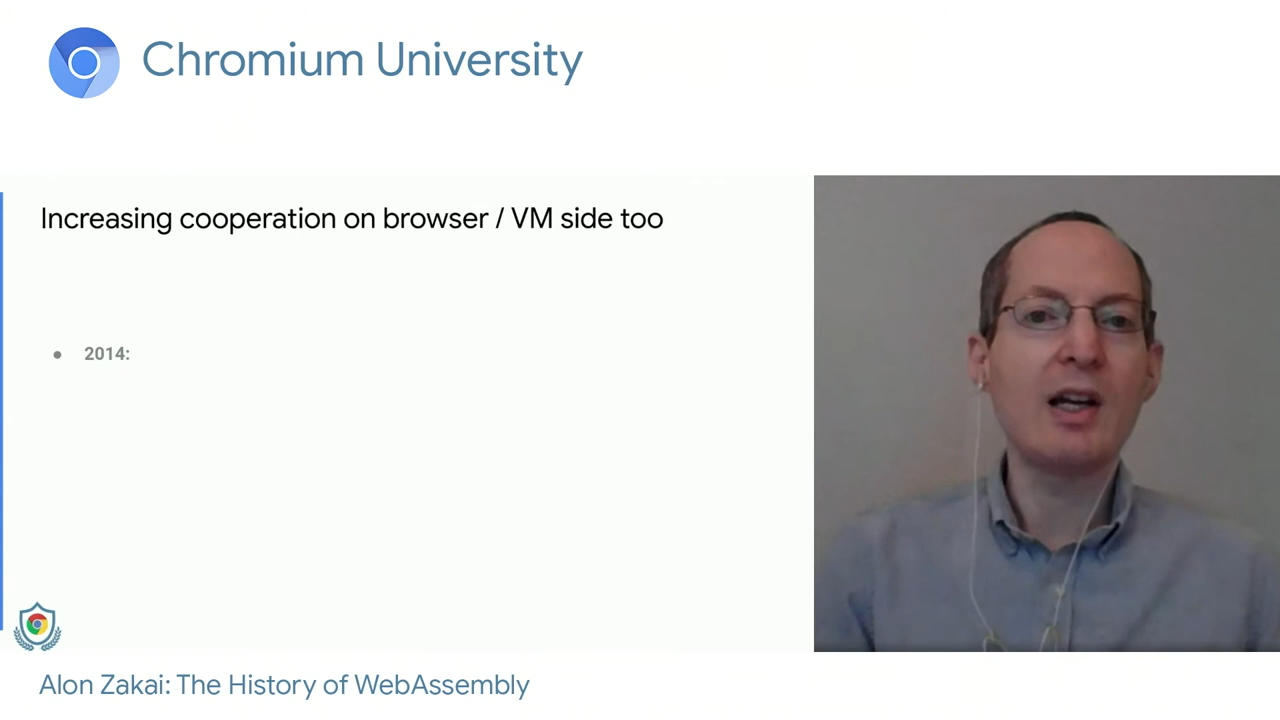 Chromium University
Increasing cooperation on browser / VM side too
● 2014:
Alon Zakai: The History of WebAssembly